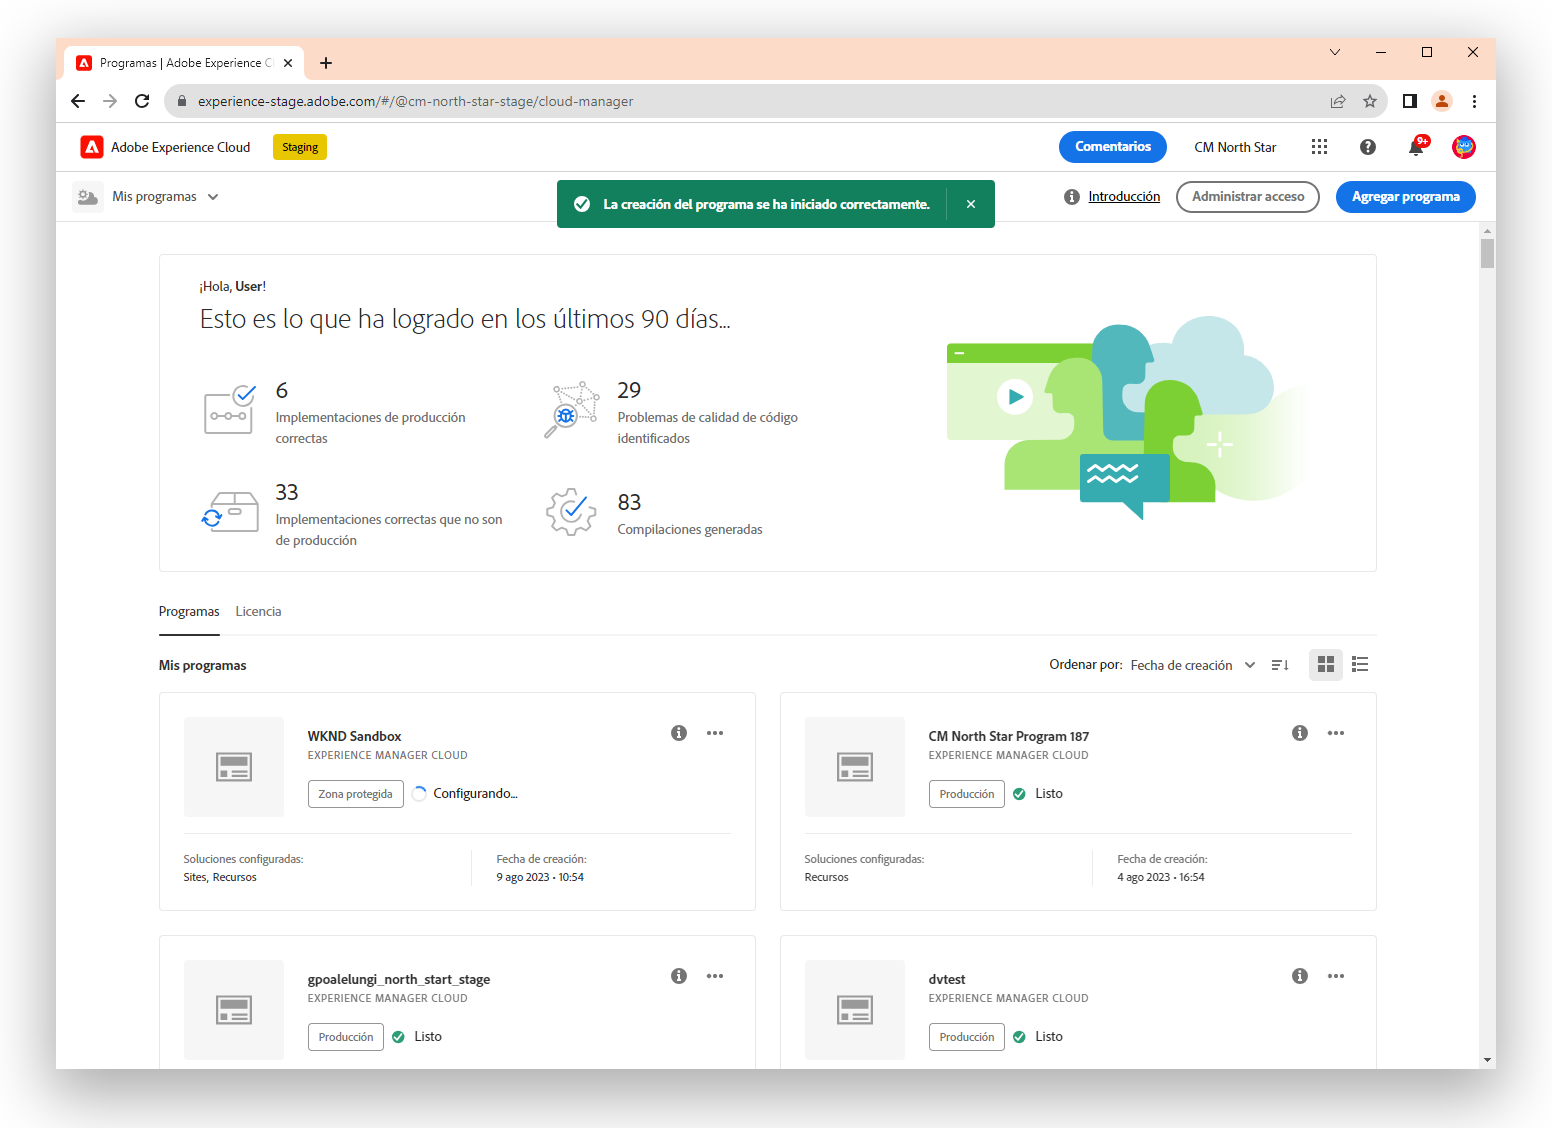 Programas | Adobe Experience Cl
experience-stage.adobe.com/#/@cm-north-star-stage/cloud-manager
Adobe Experience Cloud
Staging
Comentarios
CM North Star
9+
Mis programas
La creación del programa se ha iniciado correctamente.
Introducción
Administrar acceso
Agregar programa
¡Hola, User!
Esto es lo que ha logrado en los últimos 90 días...
6
Implementaciones de producción
correctas
29
Problemas de calidad de código
identificados
33
Implementaciones correctas que no son
de producción
83
Compilaciones generadas
Programas
Licencia
Mis programas
Ordenar por: Fecha de creación
WKND Sandbox
EXPERIENCE MANAGER CLOUD
Zona protegida
Configurando...
Soluciones configuradas:
Sites, Recursos
Fecha de creación:
9 ago 2023 • 10:54
CM North Star Program 187
EXPERIENCE MANAGER CLOUD
Producción
Listo
Soluciones configuradas:
Recursos
Fecha de creación:
4 ago 2023 • 16:54
gpoalelungi_north_start_stage
EXPERIENCE MANAGER CLOUD
Producción
Listo
dvtest
EXPERIENCE MANAGER CLOUD
Producción
Listo